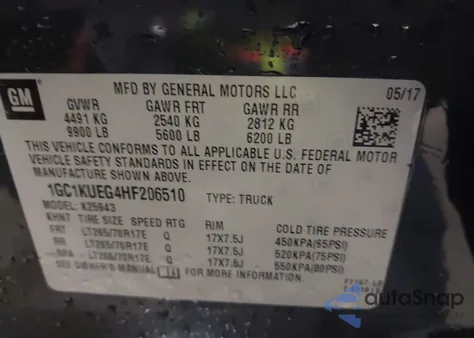 GM
MFD BY GENERAL MOTORS LLC
05/17
GVWR GAWR FRT GAWR RR
4491 KG 2540 KG 2812 KG
9900 LB 5600 LB 6200 LB
THIS VEHICLE CONFORMS TO ALL APPLICABLE U.S. FEDERAL MOTOR
VEHICLE SAFETY STANDARDS IN EFFECT ON THE DATE OF
MANUFACTURE SHOWN ABOVE.
1GC1KUEG4HF206510 TYPE: TRUCK
MODEL: K25643
TIRE SIZE SPEED RTG RIM COLD TIRE PRESSURE
FRT LT265/70R17E Q 17X7.5J 450KPA(65PSI)
RR LT265/70R17E Q 17X7.5J 520KPA(75PSI)
SPA LT265/70R17E Q 17X7.5J 550KPA(80PSI)
SEE OWNER'S MANUAL FOR MORE INFORMATION.
autoSnap